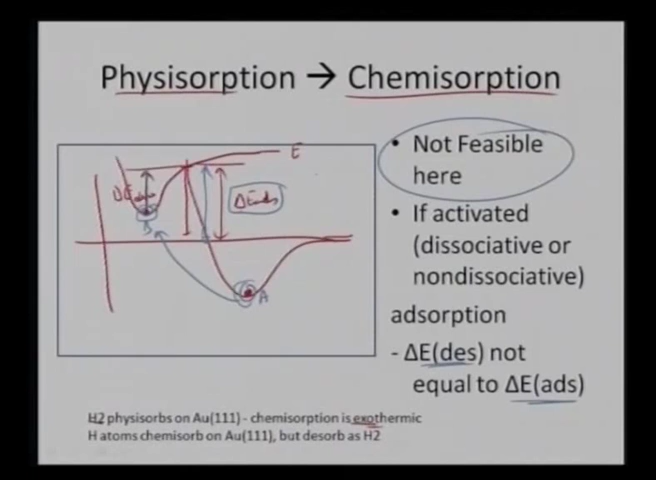 Physisorption → Chemisorption
• Not Feasible
here
• If activated
(dissociative or
nondissociative)
adsorption
- ΔE(des) not
equal to ΔE(ads)
E
ΔEads
B
A
H2 physisorbs on Au(111) - chemisorption is exothermic
H atoms chemisorb on Au(111), but desorb as H2